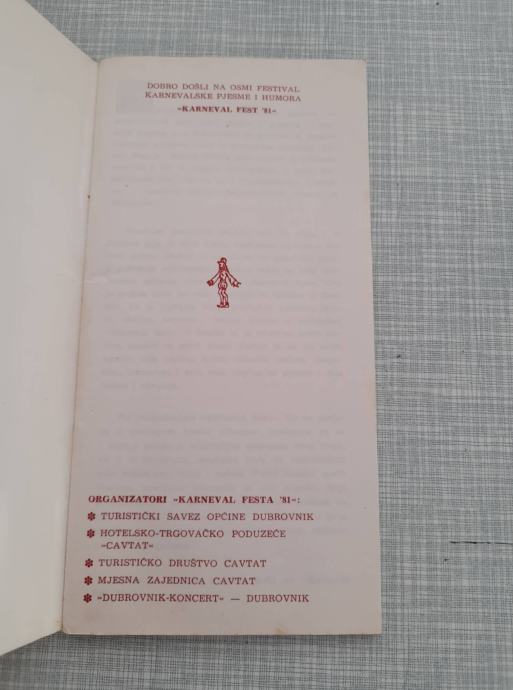 DOBRO DOŠLI NA OSMI FESTIVAL
KARNEVALSKE PJESME I HUMORA
»KARNEVAL FEST '81«
ORGANIZATORI »KARNEVAL FESTA '81«:
✽ TURISTIČKI SAVEZ OPĆINE DUBROVNIK
✽ HOTELSKO-TRGOVAČKO PODUZEĆE
»CAVTAT«
✽ TURISTIČKO DRUŠTVO CAVTAT
✽ MJESNA ZAJEDNICA CAVTAT
✽ »DUBROVNIK-KONCERT« — DUBROVNIK